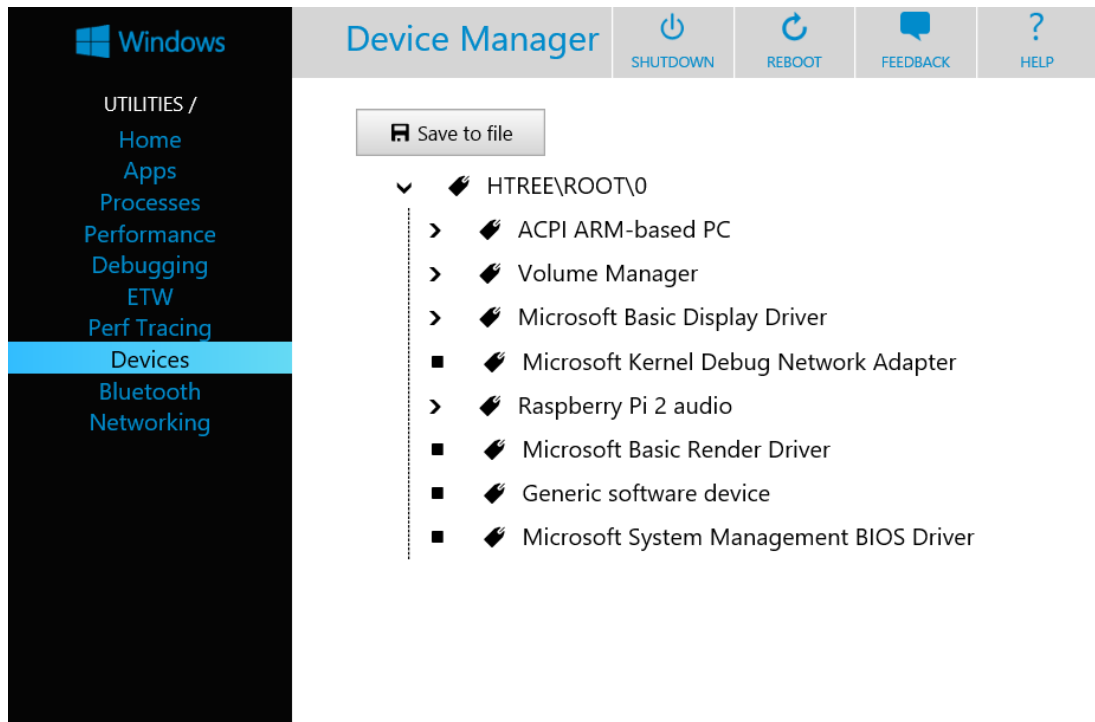 Windows
Device Manager
SHUTDOWN
REBOOT
FEEDBACK
?
HELP
UTILITIES /
Home
Apps
Processes
Performance
Debugging
ETW
Perf Tracing
Devices
Bluetooth
Networking
Save to file
HTREE\ROOT\0
ACPI ARM-based PC
Volume Manager
Microsoft Basic Display Driver
Microsoft Kernel Debug Network Adapter
Raspberry Pi 2 audio
Microsoft Basic Render Driver
Generic software device
Microsoft System Management BIOS Driver